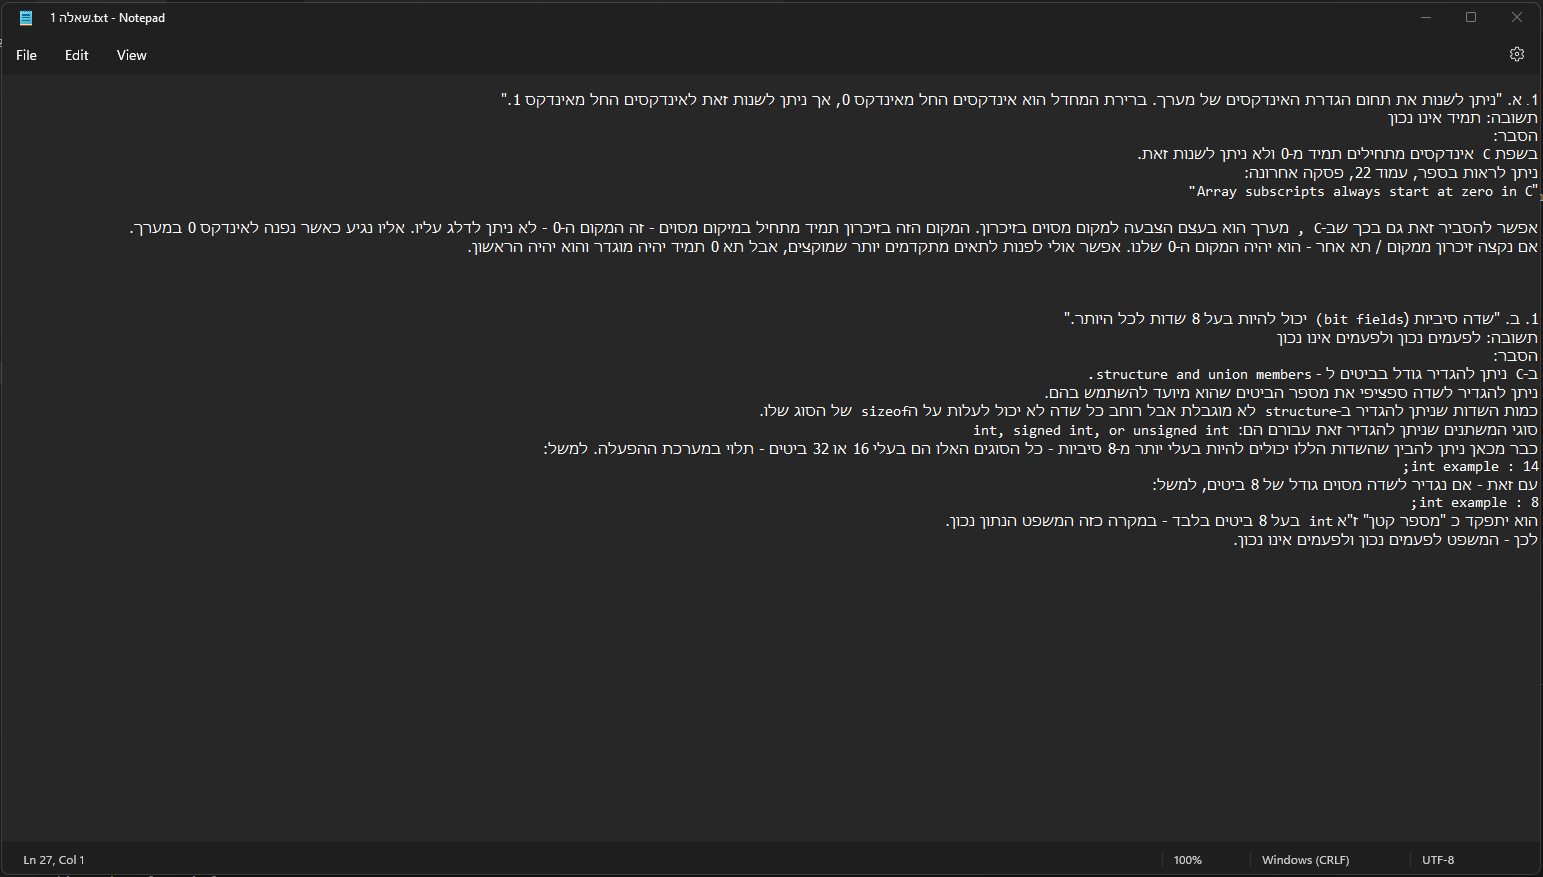 שאלה 1.txt - Notepad
File Edit View
1. א. "ניתן לשנות את תחום הגדרת האינדקסים של מערך. ברירת המחדל הוא אינדקסים החל מאינדקס 0, אך ניתן לשנות זאת לאינדקסים החל מאינדקס 1."
תשובה: תמיד אינו נכון
הסבר:
בשפת C אינדקסים מתחילים תמיד מ-0 ולא ניתן לשנות זאת.
ניתן לראות בספר, עמוד 22, פסקה אחרונה:
"Array subscripts always start at zero in C"
אפשר להסביר זאת גם בכך שב-C , מערך הוא בעצם הצבעה למקום מסוים בזיכרון. המקום הזה בזיכרון תמיד מתחיל במיקום מסוים - זה המקום ה-0 - לא ניתן לדלג עליו. אליו נגיע כאשר נפנה לאינדקס 0 במערך.
אם נקצה זיכרון ממקום / תא אחר - הוא יהיה המקום ה-0 שלנו. אפשר אולי לפנות לתאים מתקדמים יותר שמוקצים, אבל תא 0 תמיד יהיה מוגדר והוא יהיה הראשון.
1. ב. "שדה סיביות (bit fields) יכול להיות בעל 8 שדות לכל היותר."
תשובה: לפעמים נכון ולפעמים אינו נכון
הסבר:
ב-C ניתן להגדיר גודל בביטים ל - structure and union members.
ניתן להגדיר לשדה ספציפי את מספר הביטים שהוא מיועד להשתמש בהם.
כמות השדות שניתן להגדיר ב-structure לא מוגבלת אבל רוחב כל שדה לא יכול לעלות על הsizeof של הסוג שלו.
סוגי המשתנים שניתן להגדיר זאת עבורם הם: int, signed int, or unsigned int
כבר מכאן ניתן להבין שהשדות הללו יכולים להיות בעלי יותר מ-8 סיביות - כל הסוגים האלו הם בעלי 16 או 32 ביטים - תלוי במערכת ההפעלה. למשל:
int example : 14;
עם זאת - אם נגדיר לשדה מסוים גודל של 8 ביטים, למשל:
int example : 8;
הוא יתפקד כ "מספר קטן" ז"א int בעל 8 ביטים בלבד - במקרה כזה המשפט הנתון נכון.
לכן - המשפט לפעמים נכון ולפעמים אינו נכון.
Ln 27, Col 1 100% Windows (CRLF) UTF-8